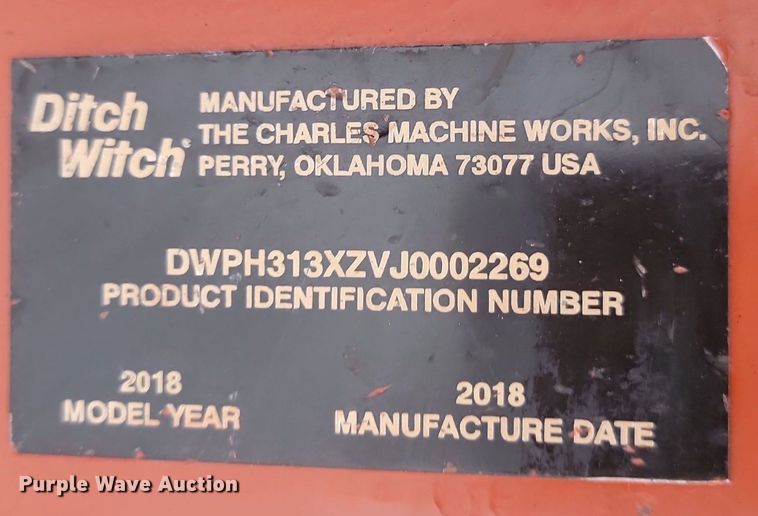 Ditch Witch®
MANUFACTURED BY
THE CHARLES MACHINE WORKS, INC.
PERRY, OKLAHOMA 73077 USA
DWPH313XZVJ0002269
PRODUCT IDENTIFICATION NUMBER
2018
MODEL YEAR
2018
MANUFACTURE DATE
Purple Wave Auction